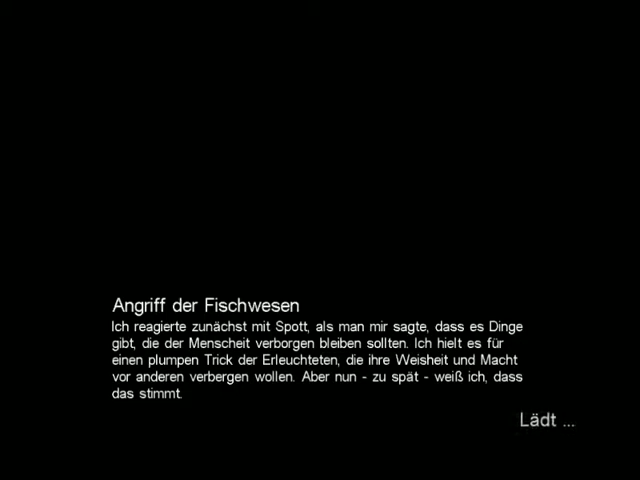 Angriff der Fischwesen
Ich reagierte zunächst mit Spott, als man mir sagte, dass es Dinge
gibt, die der Menscheit verborgen bleiben sollten. Ich hielt es für
einen plumpen Trick der Erleuchteten, die ihre Weisheit und Macht
vor anderen verbergen wollen. Aber nun - zu spät - weiß ich, dass
das stimmt.
Lädt ...